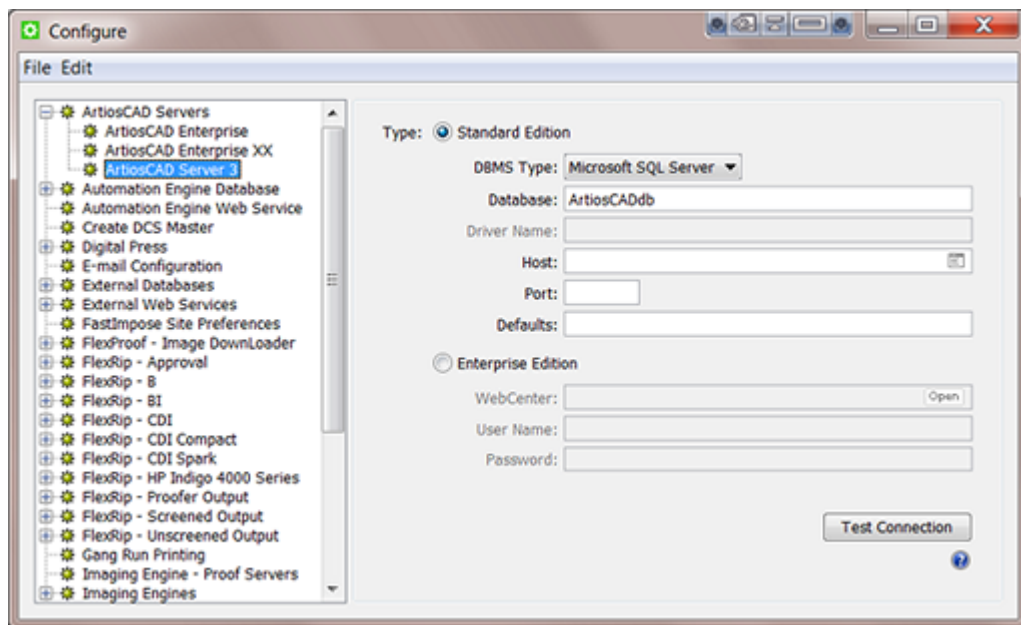 Configure
File Edit
ArtiosCAD Servers
ArtiosCAD Enterprise
ArtiosCAD Enterprise XX
ArtiosCAD Server 3
Automation Engine Database
Automation Engine Web Service
Create DCS Master
Digital Press
E-mail Configuration
External Databases
External Web Services
FastImpose Site Preferences
FlexProof - Image DownLoader
FlexRip - Approval
FlexRip - B
FlexRip - BI
FlexRip - CDI
FlexRip - CDI Compact
FlexRip - CDI Spark
FlexRip - HP Indigo 4000 Series
FlexRip - Proofer Output
FlexRip - Screened Output
FlexRip - Unscreened Output
Gang Run Printing
Imaging Engine - Proof Servers
Imaging Engines
Type: Standard Edition
DBMS Type: Microsoft SQL Server
Database: ArtiosCADdb
Driver Name:
Host:
Port:
Defaults:
Enterprise Edition
WebCenter: Open
User Name:
Password:
Test Connection